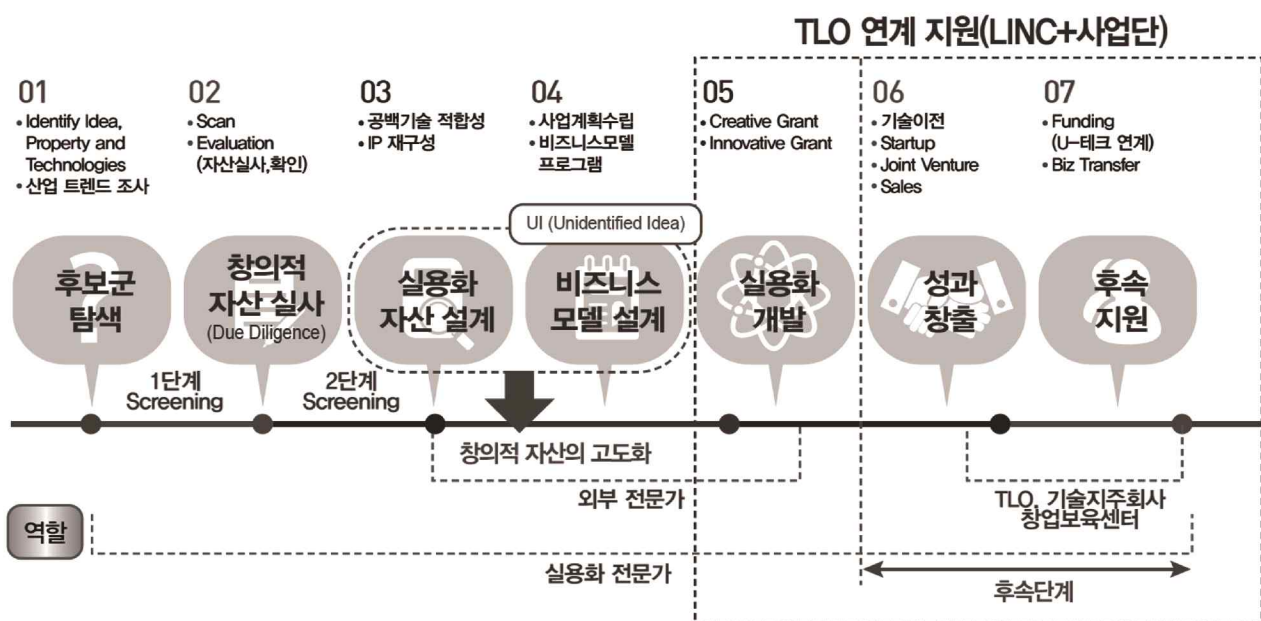 TLO 연계 지원(LINC+사업단)
01
• Identify Idea,
Property and
Technologies
• 산업 트렌드 조사
02
• Scan
• Evaluation
(자산실사,확인)
03
• 공백기술 적합성
• IP 재구성
04
• 사업계획수립
• 비즈니스모델
프로그램
05
• Creative Grant
• Innovative Grant
06
• 기술이전
• Startup
• Joint Venture
• Sales
07
• Funding
(U-테크 연계)
• Biz Transfer
UI (Unidentified Idea)
후보군
탐색
창의적
자산 실사
(Due Diligence)
실용화
자산 설계
비즈니스
모델 설계
실용화
개발
성과
창출
후속
지원
1단계
Screening
2단계
Screening
창의적 자산의 고도화
외부 전문가
TLO, 기술지주회사
창업보육센터
역할
실용화 전문가
후속단계